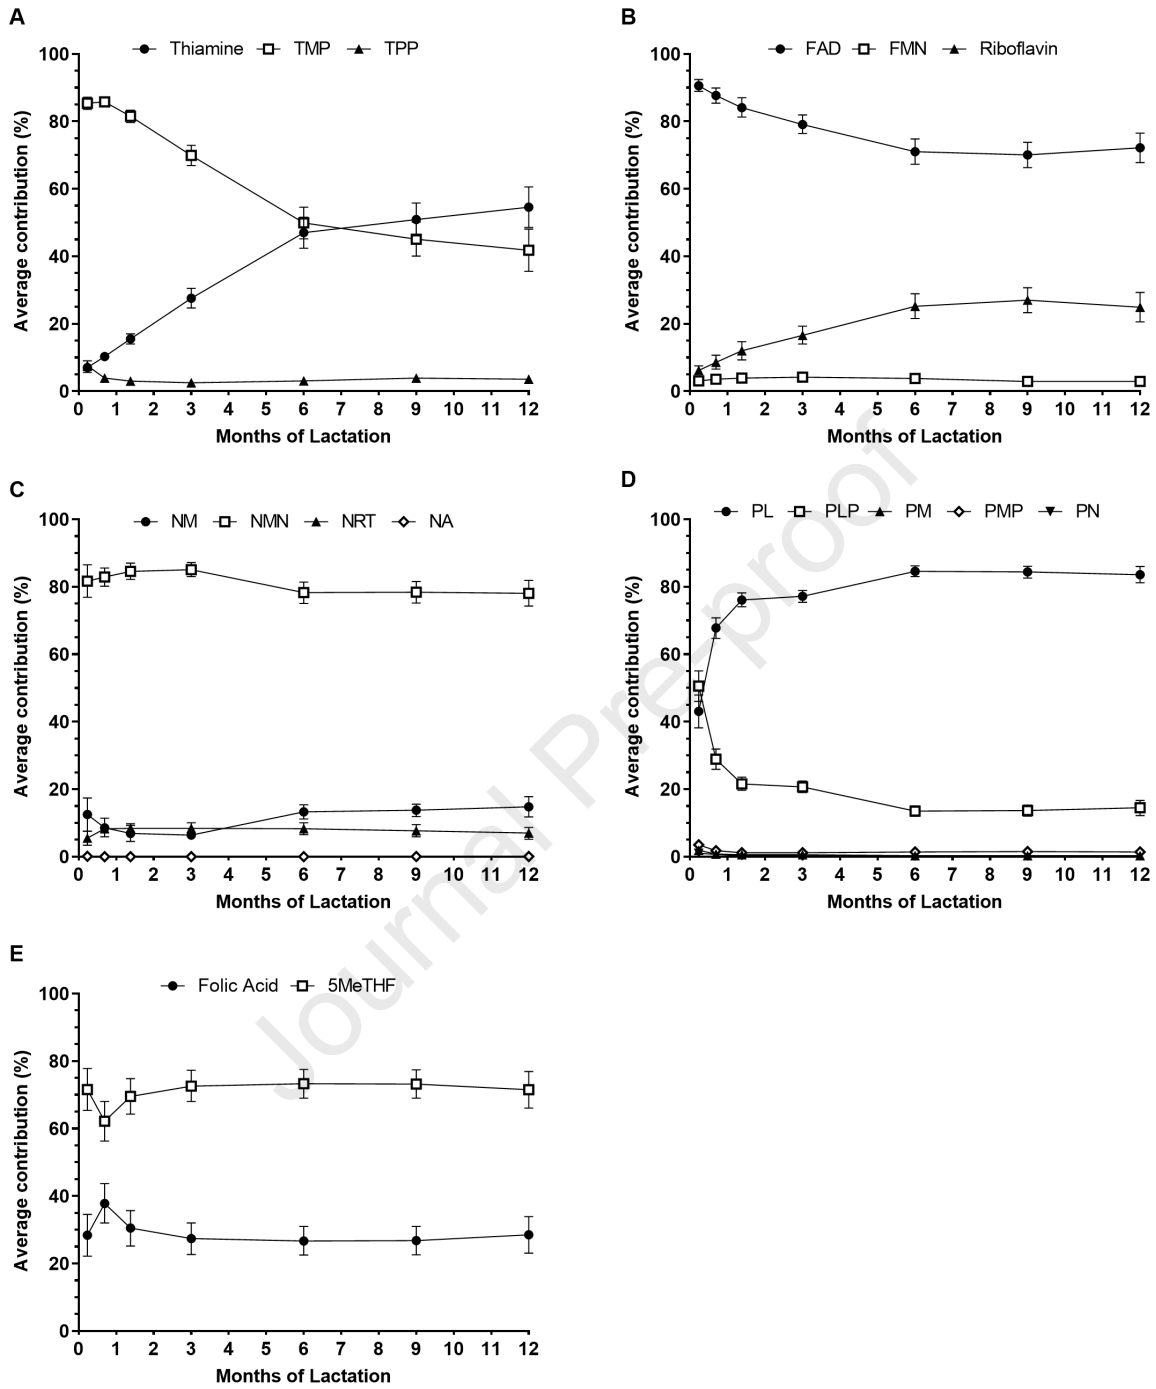 A
Thiamine TMP TPP
100
80
60
40
20
0
Average contribution (%)
0 1 2 3 4 5 6 7 8 9 10 11 12
Months of Lactation
B
FAD FMN Riboflavin
100
80
60
40
20
0
Average contribution (%)
0 1 2 3 4 5 6 7 8 9 10 11 12
Months of Lactation
C
NM NMN NRT NA
100
80
60
40
20
0
Average contribution (%)
0 1 2 3 4 5 6 7 8 9 10 11 12
Months of Lactation
D
PL PLP PM PMP PN
100
80
60
40
20
0
Average contribution (%)
0 1 2 3 4 5 6 7 8 9 10 11 12
Months of Lactation
E
Folic Acid 5MeTHF
100
80
60
40
20
0
Average contribution (%)
0 1 2 3 4 5 6 7 8 9 10 11 12
Months of Lactation
Journal Pre-proof